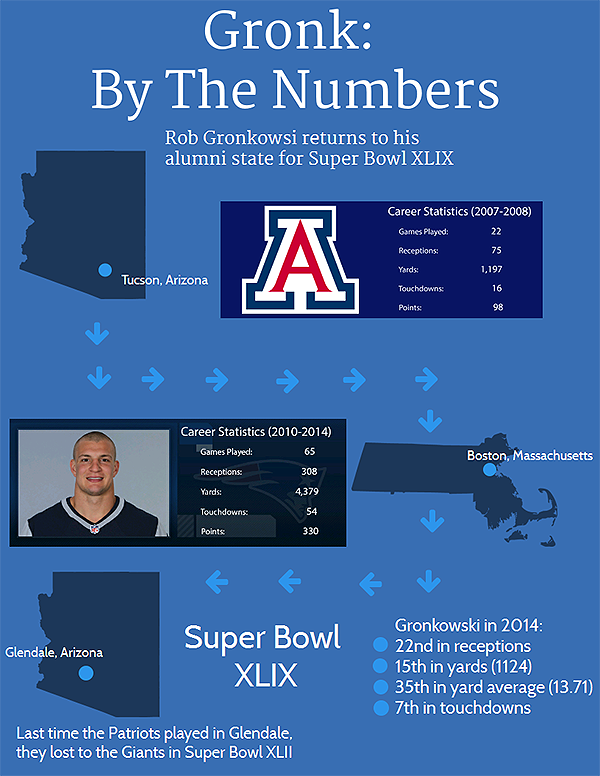 Gronk:
By The Numbers
Rob Gronkowsi returns to his
alumni state for Super Bowl XLIX
Tucson, Arizona
A
Career Statistics (2007-2008)
Games Played: 22
Receptions: 75
Yards: 1,197
Touchdowns: 16
Points: 98
Career Statistics (2010-2014)
Games Played: 65
Receptions: 308
Yards: 4,379
Touchdowns: 54
Points: 330
Boston, Massachusetts
Glendale, Arizona
Super Bowl
XLIX
Gronkowski in 2014:
22nd in receptions
15th in yards (1124)
35th in yard average (13.71)
7th in touchdowns
Last time the Patriots played in Glendale,
they lost to the Giants in Super Bowl XLII